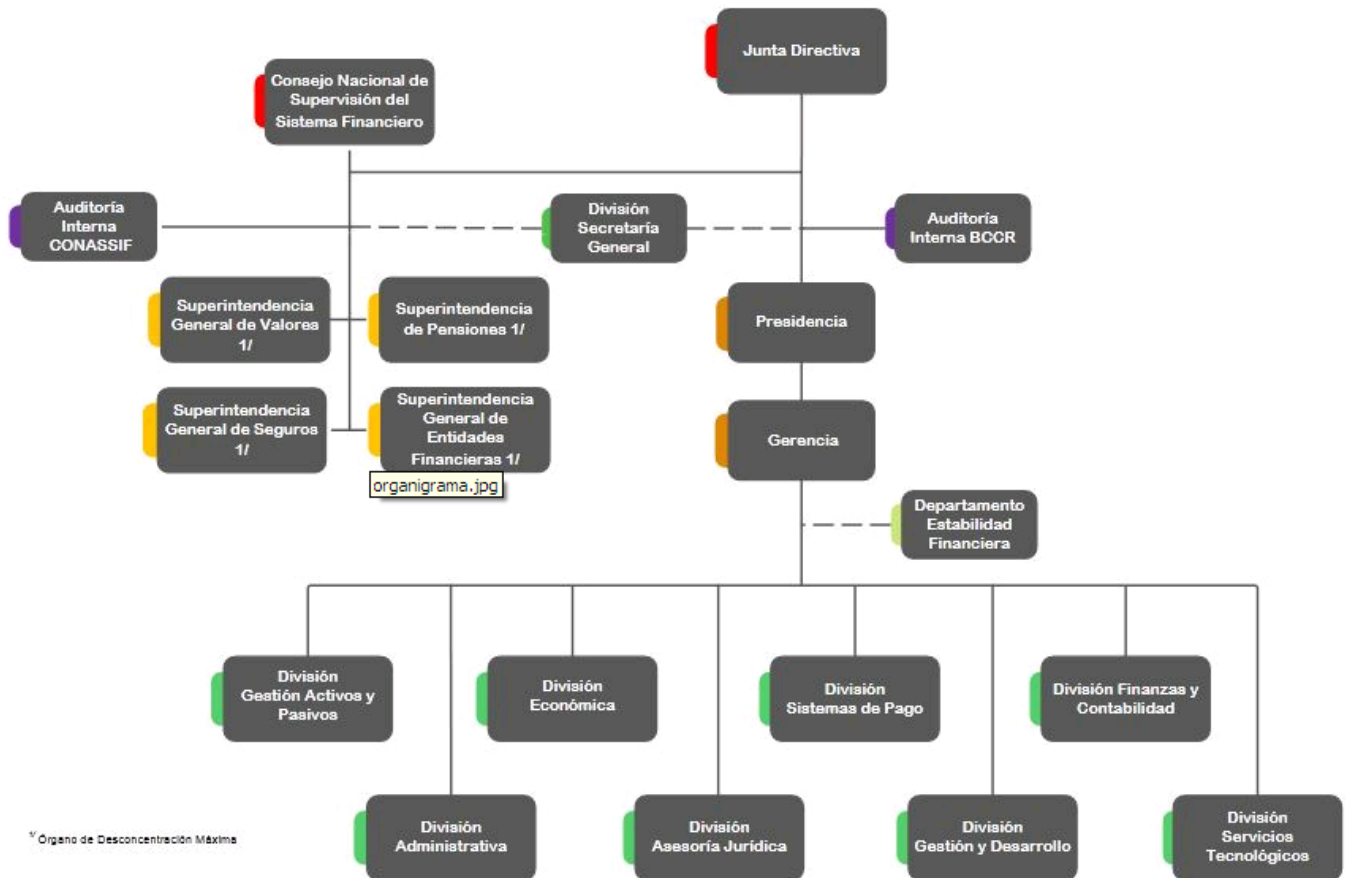 Junta Directiva
Consejo Nacional de
Supervisión del
Sistema Financiero
Auditoría
Interna
CONASSIF
División
Secretaría
General
Auditoría
Interna BCCR
Superintendencia
General de Valores
1/
Superintendencia
de Pensiones 1/
Presidencia
Superintendencia
General de Seguros
1/
Superintendencia
General de
Entidades
Financieras 1/
organigrama.jpg
Gerencia
Departamento
Estabilidad
Financiera
División
Gestión Activos y
Pasivos
División
Económica
División
Sistemas de Pago
División Finanzas y
Contabilidad
División
Administrativa
División
Asesoría Jurídica
División
Gestión y Desarrollo
División
Servicios
Tecnológicos
1/ Órgano de Desconcentración Máxima